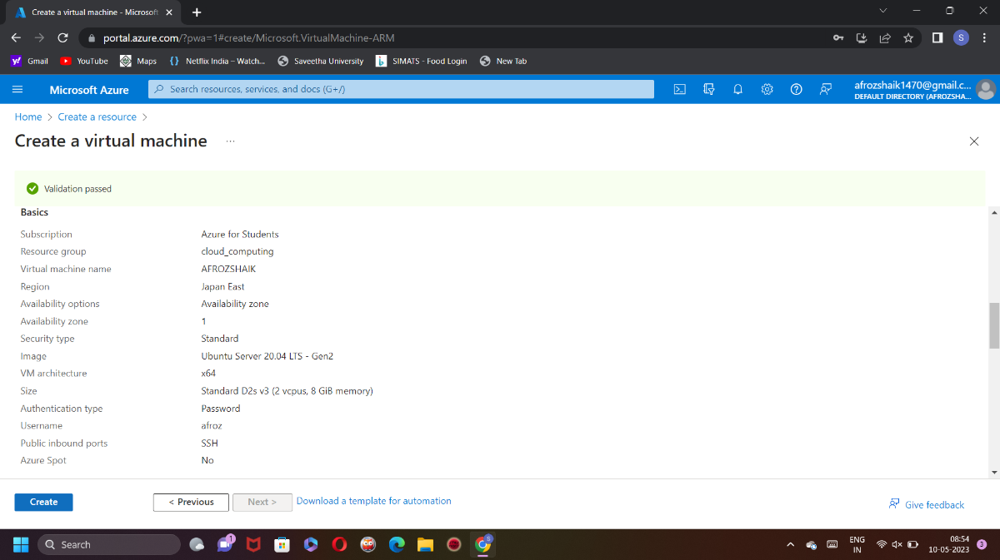 Create a virtual machine - Microsoft
portal.azure.com/?pwa=1#create/Microsoft.VirtualMachine-ARM
S
Gmail YouTube Maps Netflix India – Watch... Saveetha University SIMATS - Food Login New Tab
Microsoft Azure
Search resources, services, and docs (G+/)
afrozshaik1470@gmail.c...
DEFAULT DIRECTORY (AFROZSHA...
Home > Create a resource >
Create a virtual machine ...
Validation passed
Basics
Subscription Azure for Students
Resource group cloud_computing
Virtual machine name AFROZSHAIK
Region Japan East
Availability options Availability zone
Availability zone 1
Security type Standard
Image Ubuntu Server 20.04 LTS - Gen2
VM architecture x64
Size Standard D2s v3 (2 vcpus, 8 GiB memory)
Authentication type Password
Username afroz
Public inbound ports SSH
Azure Spot No
Create < Previous Next > Download a template for automation Give feedback
Search
1
S
ENG
IN
08:54
10-05-2023
3